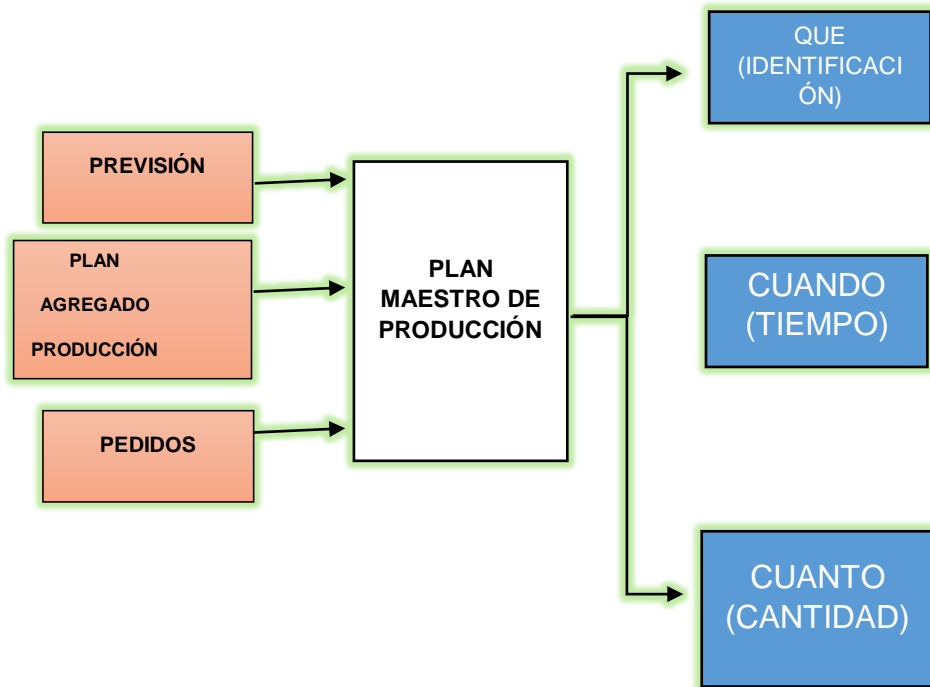 PREVISIÓN
PLAN
AGREGADO
PRODUCCIÓN
PEDIDOS
PLAN
MAESTRO DE
PRODUCCIÓN
QUE
(IDENTIFICACI
ÓN)
CUANDO
(TIEMPO)
CUANTO
(CANTIDAD)